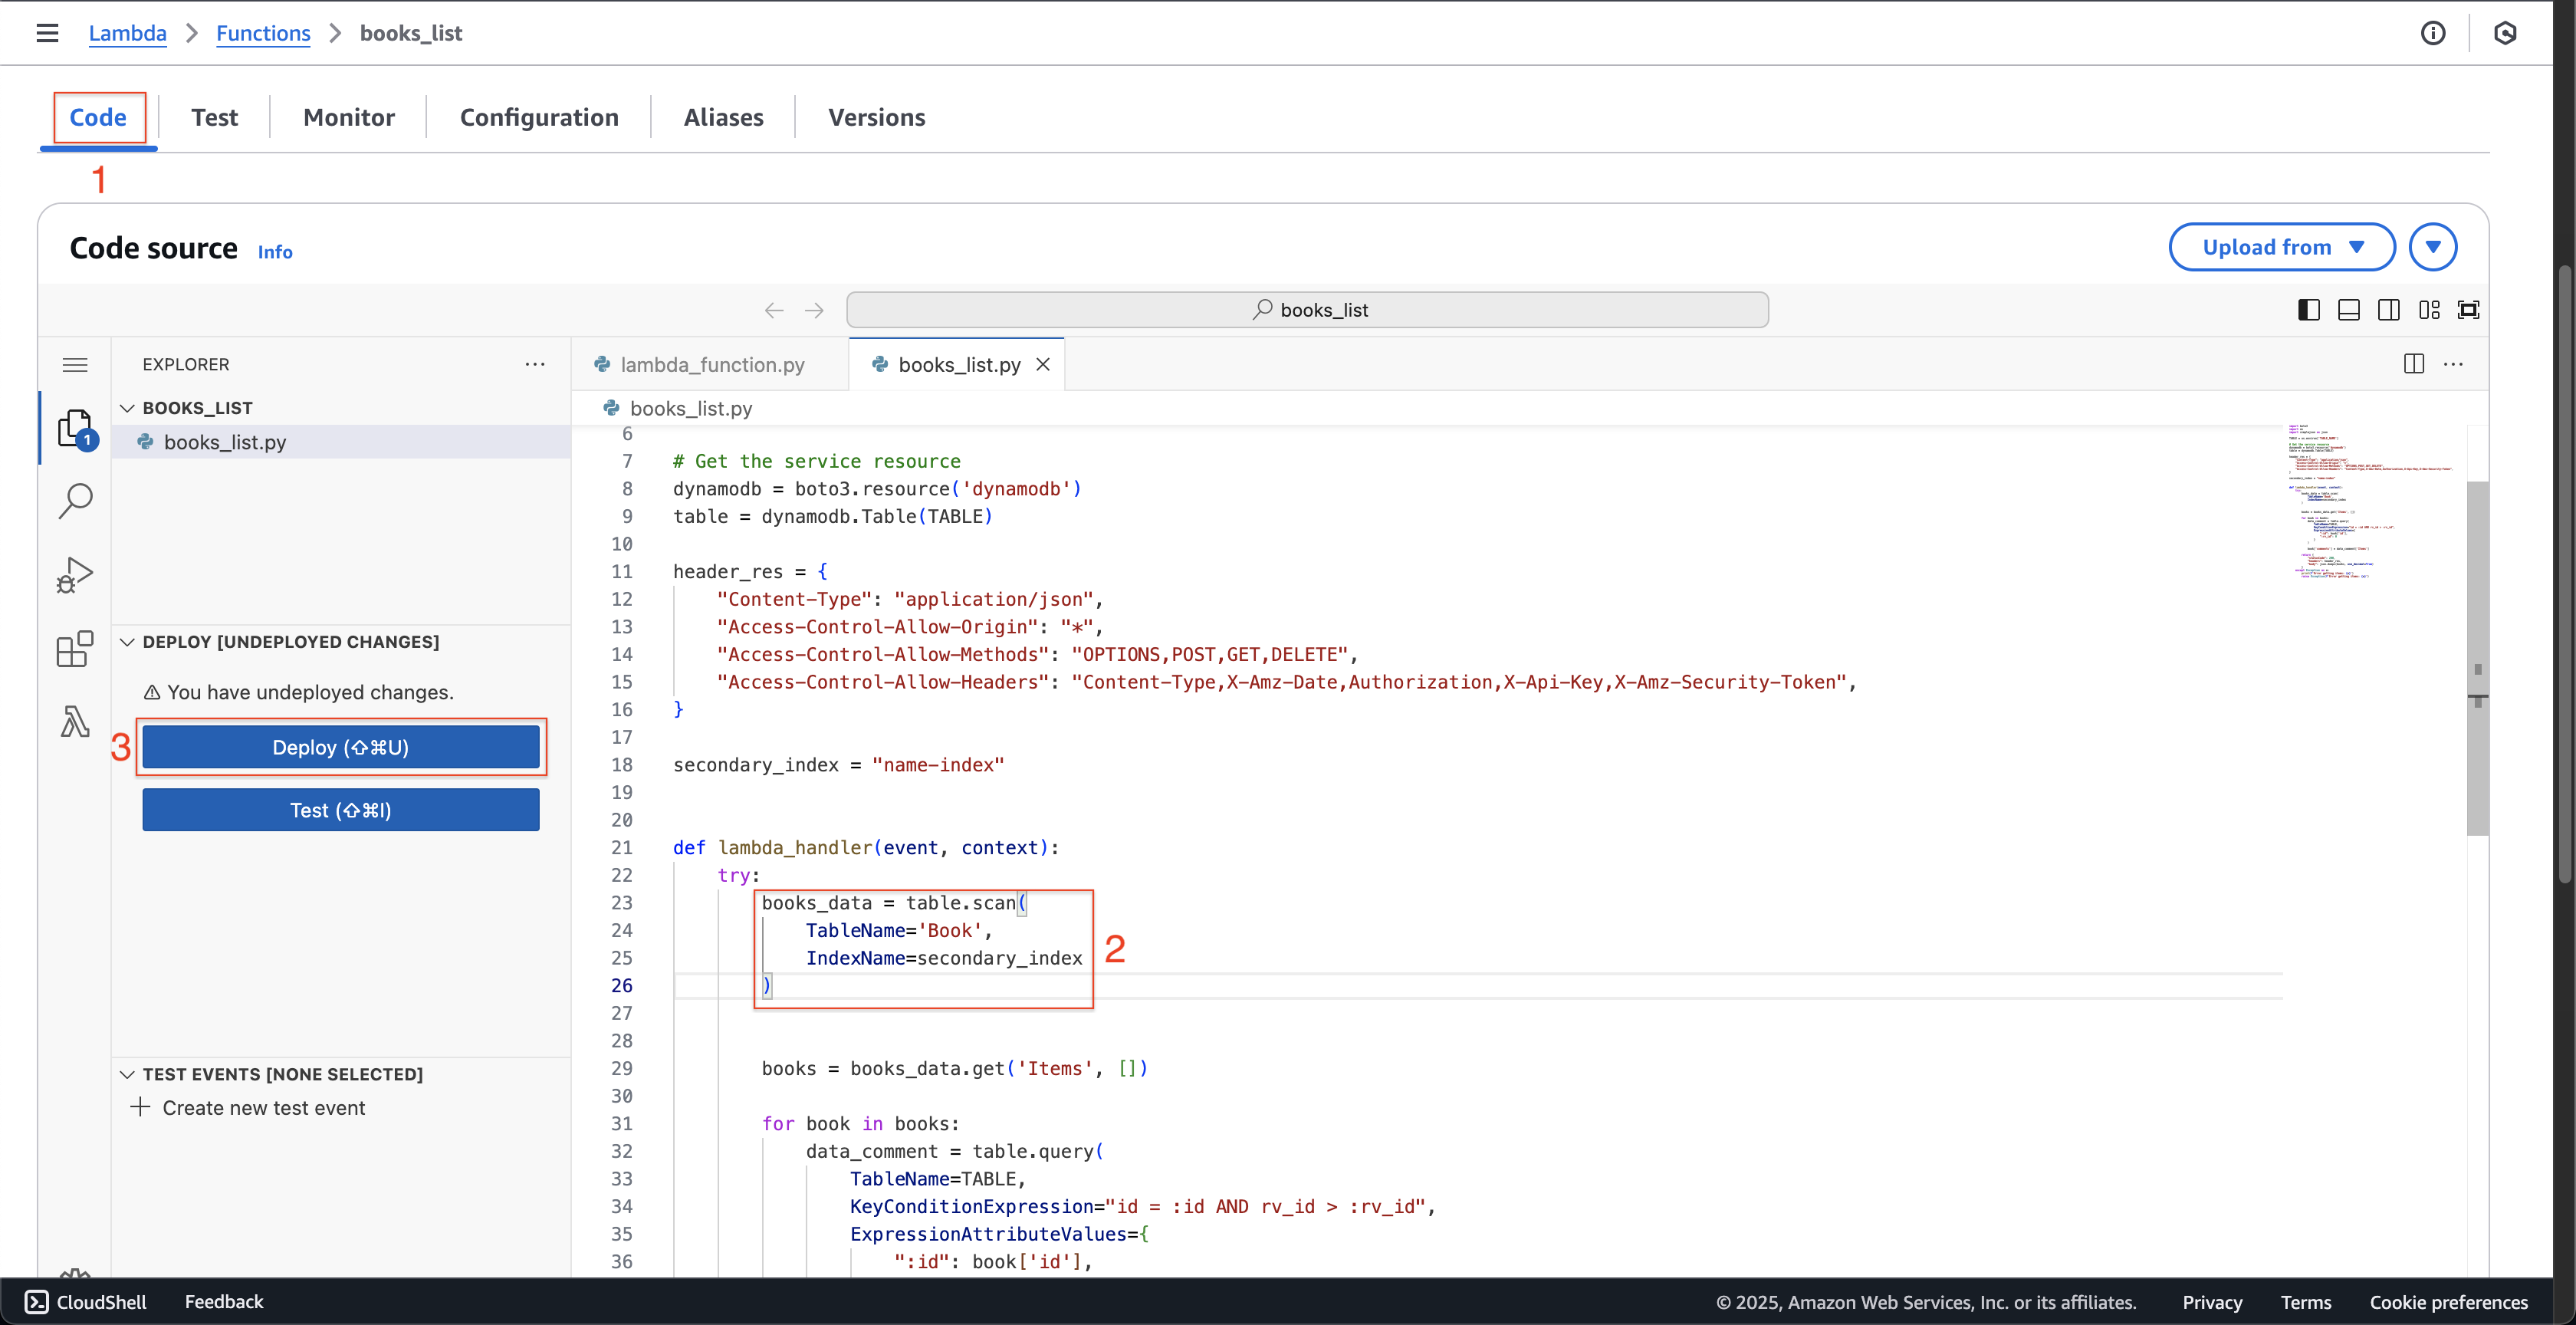 Lambda > Functions > books_list
Code Test Monitor Configuration Aliases Versions
1
Code source Info
Upload from
books_list
EXPLORER
lambda_function.py books_list.py
BOOKS_LIST
1
books_list.py
books_list.py
DEPLOY [UNDEPLOYED CHANGES]
You have undeployed changes.
3
Deploy (⇧⌘U)
Test (⇧⌘I)
TEST EVENTS [NONE SELECTED]
Create new test event
6
7 # Get the service resource
8 dynamodb = boto3.resource('dynamodb')
9 table = dynamodb.Table(TABLE)
10
11 header_res = {
12 "Content-Type": "application/json",
13 "Access-Control-Allow-Origin": "*",
14 "Access-Control-Allow-Methods": "OPTIONS,POST,GET,DELETE",
15 "Access-Control-Allow-Headers": "Content-Type,X-Amz-Date,Authorization,X-Api-Key,X-Amz-Security-Token",
16 }
17
18 secondary_index = "name-index"
19
20
21 def lambda_handler(event, context):
22 try:
23 books_data = table.scan(
24 TableName='Book',
2
25 IndexName=secondary_index
26 )
27
28
29 books = books_data.get('Items', [])
30
31 for book in books:
32 data_comment = table.query(
33 TableName=TABLE,
34 KeyConditionExpression="id = :id AND rv_id > :rv_id",
35 ExpressionAttributeValues={
36 ":id": book['id'],
CloudShell Feedback © 2025, Amazon Web Services, Inc. or its affiliates. Privacy Terms Cookie preferences